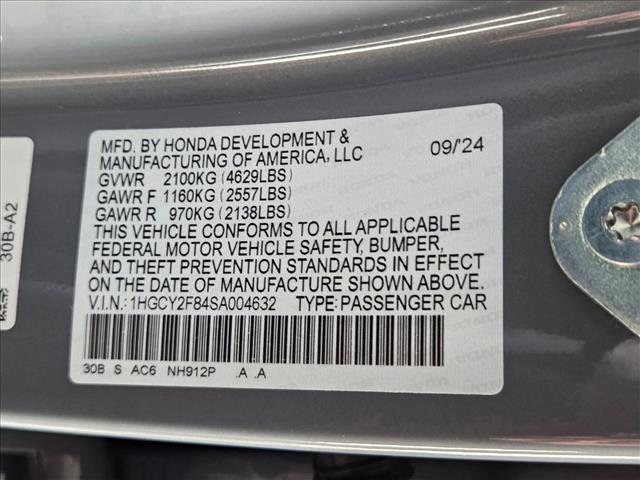 MFD. BY HONDA DEVELOPMENT &
MANUFACTURING OF AMERICA, LLC 09/'24
GVWR 2100KG (4629LBS)
GAWR F 1160KG (2557LBS)
GAWR R 970KG (2138LBS)
THIS VEHICLE CONFORMS TO ALL APPLICABLE
FEDERAL MOTOR VEHICLE SAFETY, BUMPER,
AND THEFT PREVENTION STANDARDS IN EFFECT
ON THE DATE OF MANUFACTURE SHOWN ABOVE.
V.I.N.: 1HGCY2F84SA004632 TYPE: PASSENGER CAR
30B S AC6 NH912P .A .A
30B-A2